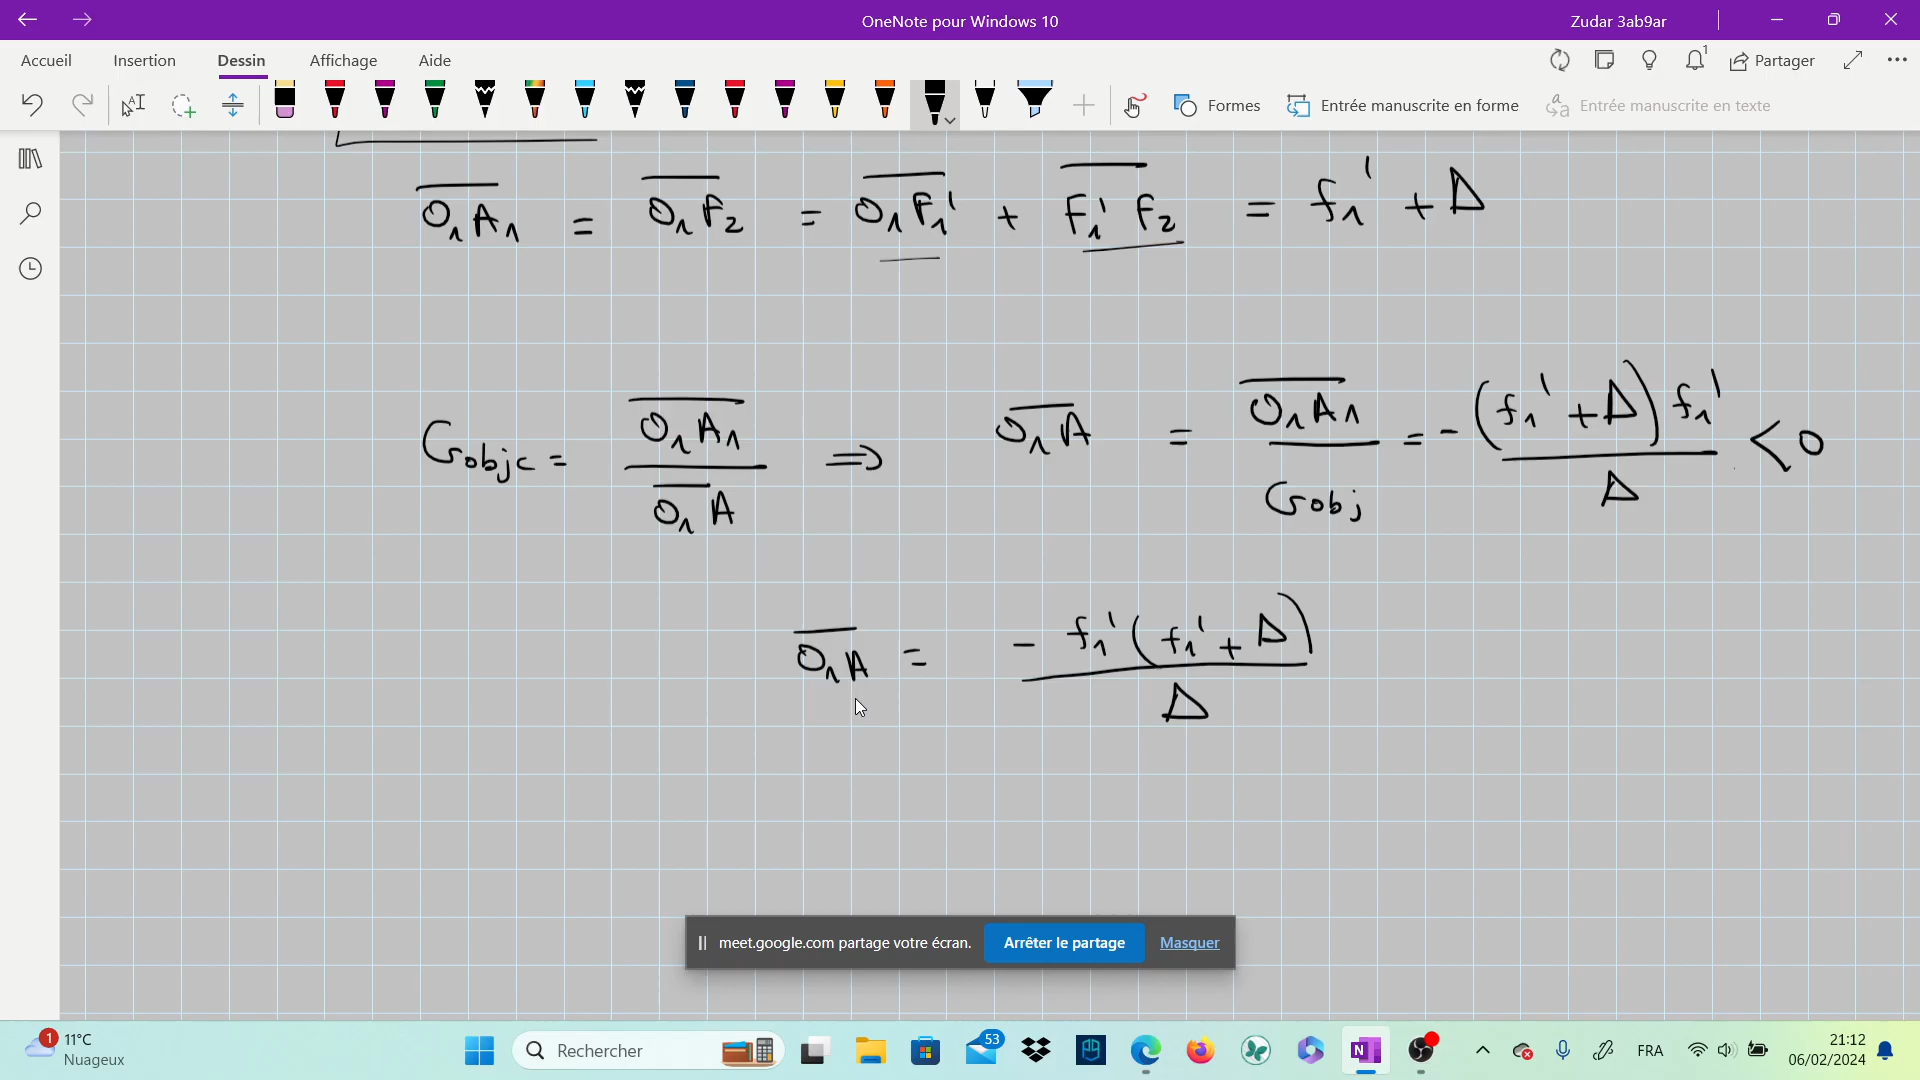 OneNote pour Windows 10
Zudar 3ab9ar
Accueil Insertion Dessin Affichage Aide
1
Partager
Formes
Entrée manuscrite en forme
Entrée manuscrite en texte
O₁A₁ = O₁F₂ = O₁F₁' + F₁'F₂ = f₁' + Δ
Gobjc = O₁A₁ / O₁A ⇒ O₁A = O₁A₁ / Gobj = - (f₁' + Δ) f₁' / Δ < 0
O₁A = - f₁' (f₁' + Δ) / Δ
meet.google.com partage votre écran.
Arrêter le partage
Masquer
1
11°C
Nuageux
Rechercher
53
FRA
21:12
06/02/2024